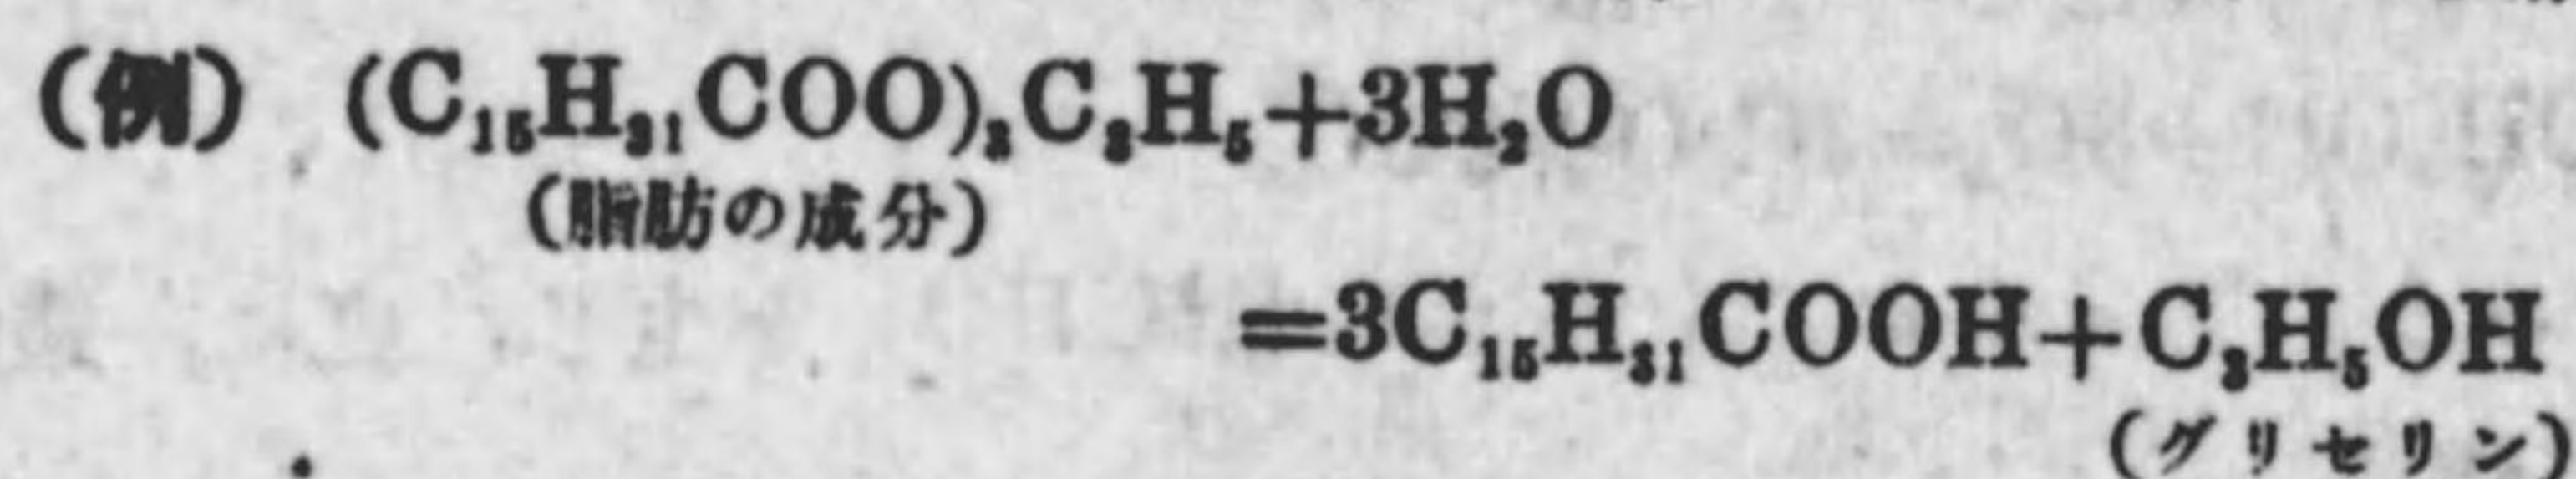 (例) (C₁₅H₃₁COO)₃C₃H₅+3H₂O
(脂肪の成分)
=3C₁₅H₃₁COOH+C₃H₅OH
(グリセリン)